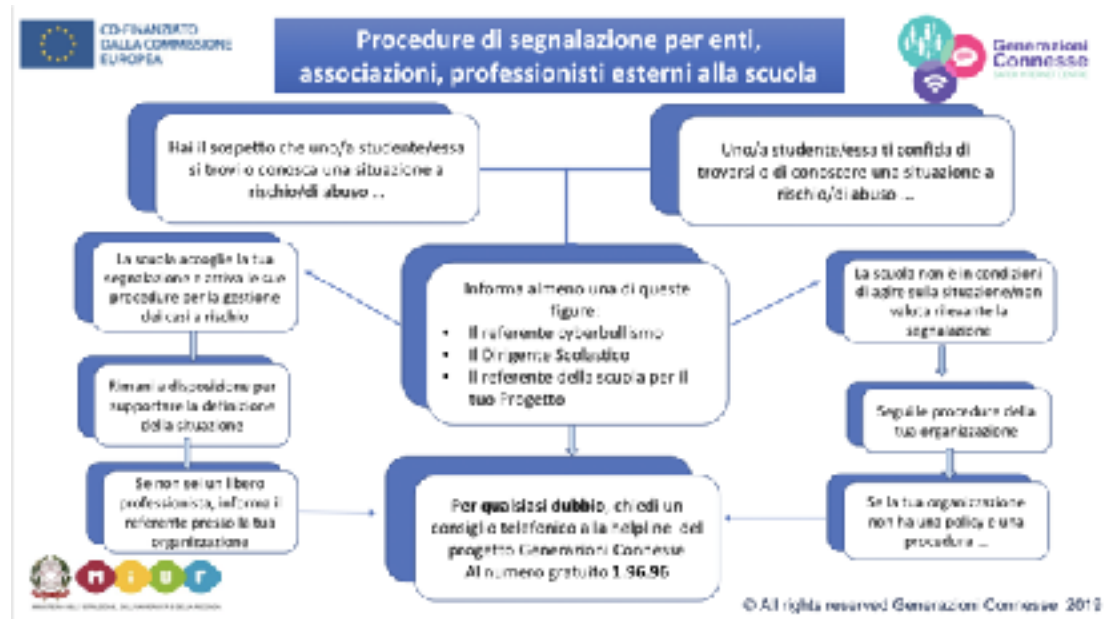 CO-FINANZIATO
DALLA COMMISSIONE
EUROPEA
Procedure di segnalazione per enti,
associazioni, professionisti esterni alla scuola
Generazioni
Connesse
SAFER INTERNET CENTRE
Hai il sospetto che uno/a studente/essa
si trovi o conosca una situazione a
rischio/di abuso ...
Uno/a studente/essa ti confida di
trovarsi o di conoscere una situazione a
rischio/di abuso ...
La scuola accoglie la tua
segnalazione e attiva le sue
procedure per la gestione
dei casi a rischio
Informa almeno una di queste
figure:
• Il referente cyberbullismo
• Il Dirigente Scolastico
• Il referente della scuola per il
tuo Progetto
La scuola non è in condizioni
di agire sulla situazione/non
valuta rilevante la
segnalazione
Rimani a disposizione per
supportare la definizione
della situazione
Segui le procedure della
tua organizzazione
Se non sei un libero
professionista, informa il
referente presso la tua
organizzazione
Per qualsiasi dubbio, chiedi un
consiglio telefonico a la helpline del
progetto Generazioni Connesse
Al numero gratuito 1.96.96
Se la tua organizzazione
non ha una policy e una
procedura ...
miur
© All rights reserved Generazioni Connesse 2019